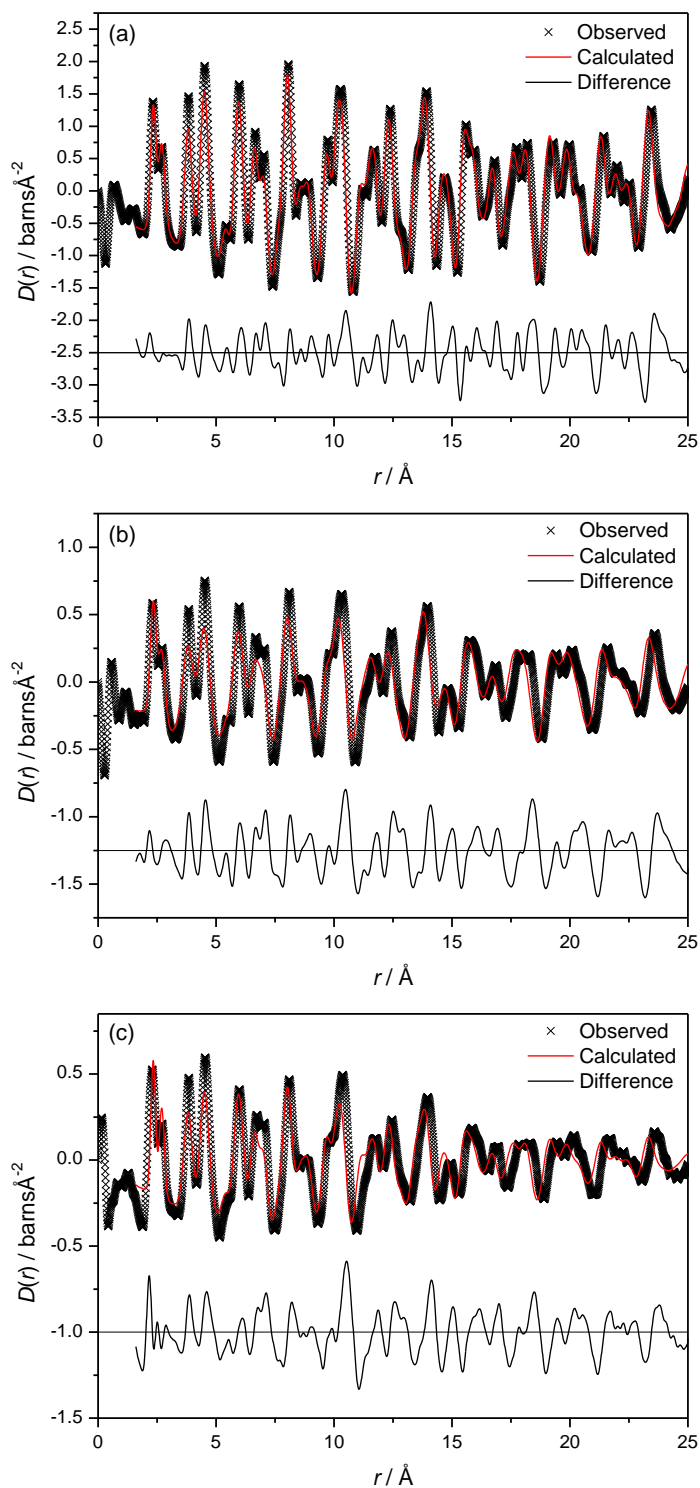 (a)
× Observed
Calculated
Difference
2.5
2.0
1.5
1.0
0.5
0.0
-0.5
-1.0
-1.5
-2.0
-2.5
-3.0
-3.5
D(r) / barnsÅ⁻²
0 5 10 15 20 25
r / Å
(b)
× Observed
Calculated
Difference
1.0
0.5
0.0
-0.5
-1.0
-1.5
D(r) / barnsÅ⁻²
0 5 10 15 20 25
r / Å
(c)
× Observed
Calculated
Difference
0.5
0.0
-0.5
-1.0
-1.5
D(r) / barnsÅ⁻²
0 5 10 15 20 25
r / Å